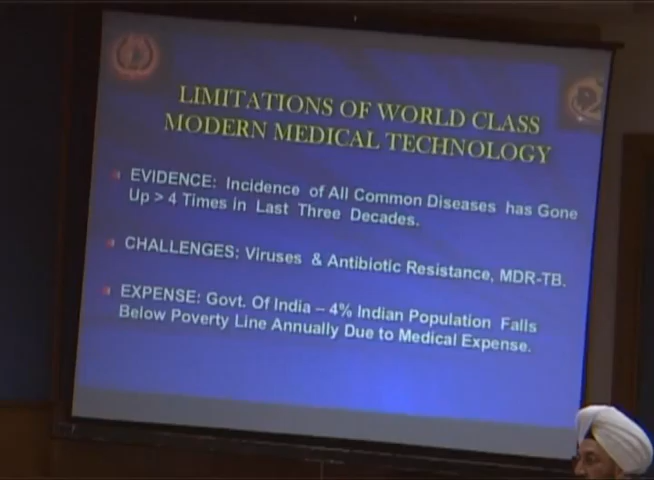 LIMITATIONS OF WORLD CLASS
MODERN MEDICAL TECHNOLOGY
EVIDENCE: Incidence of All Common Diseases has Gone
Up > 4 Times in Last Three Decades.
CHALLENGES: Viruses & Antibiotic Resistance, MDR-TB.
EXPENSE: Govt. Of India – 4% Indian Population Falls
Below Poverty Line Annually Due to Medical Expense.